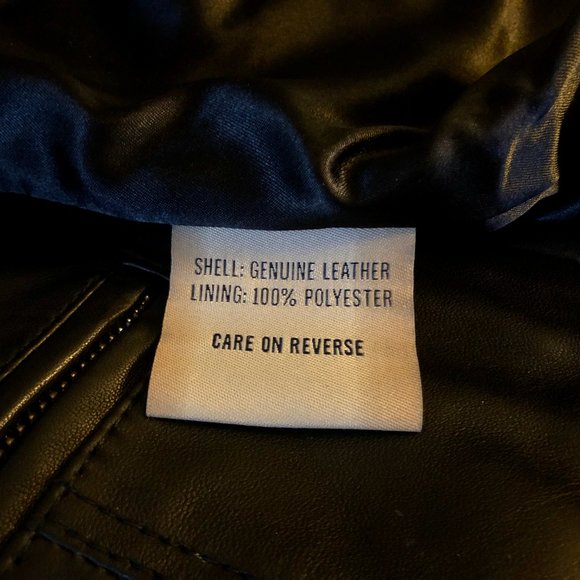 SHELL: GENUINE LEATHER
LINING: 100% POLYESTER
CARE ON REVERSE